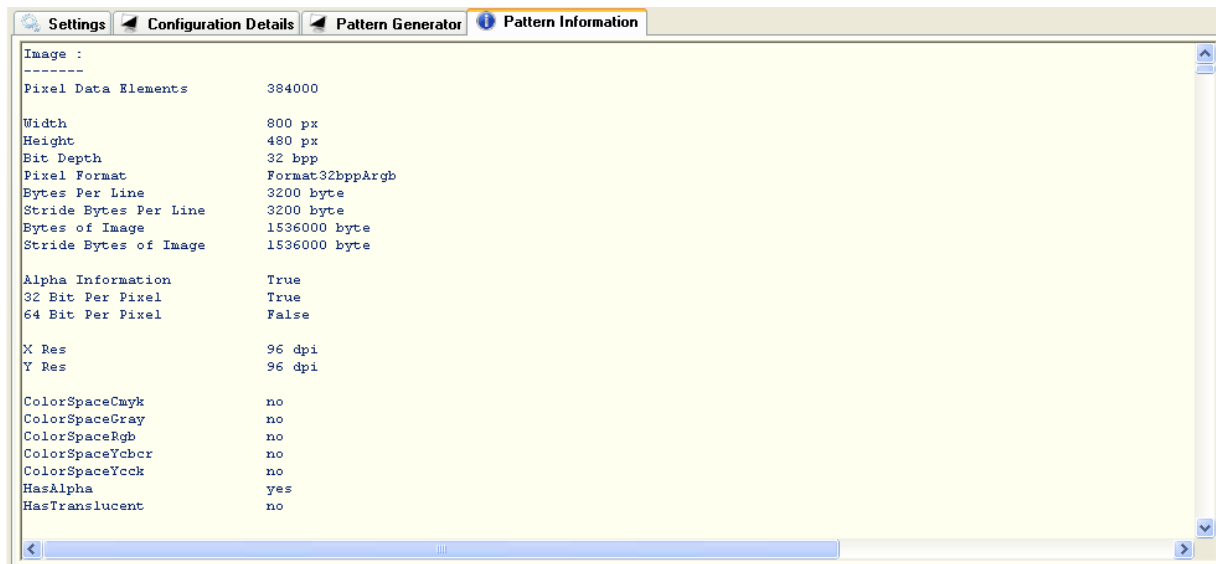 Settings Configuration Details Pattern Generator Pattern Information
Image :
-------
Pixel Data Elements 384000
Width 800 px
Height 480 px
Bit Depth 32 bpp
Pixel Format Format32bppArgb
Bytes Per Line 3200 byte
Stride Bytes Per Line 3200 byte
Bytes of Image 1536000 byte
Stride Bytes of Image 1536000 byte
Alpha Information True
32 Bit Per Pixel True
64 Bit Per Pixel False
X Res 96 dpi
Y Res 96 dpi
ColorSpaceCmyk no
ColorSpaceGray no
ColorSpaceRgb no
ColorSpaceYcbcr no
ColorSpaceYcck no
HasAlpha yes
HasTranslucent no